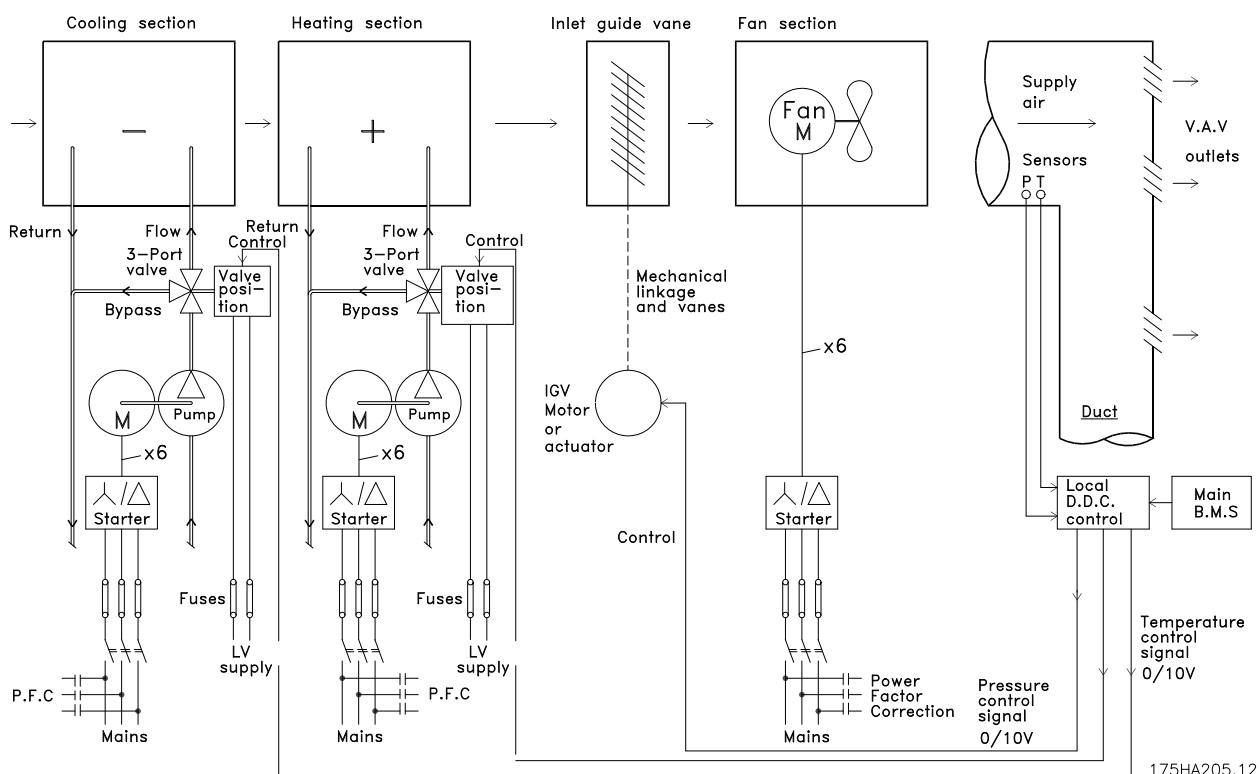 Cooling section
Heating section
Inlet guide vane
Fan section
Fan
M
Supply
air
V.A.V
outlets
Sensors
P T
Return
Flow
Return
Control
3-Port
valve
Valve
posi-
tion
Bypass
Flow
Control
3-Port
valve
Valve
posi-
tion
Bypass
Mechanical
linkage
and vanes
x6
M
Pump
M
Pump
IGV
Motor
or
actuator
Duct
x6
x6
Starter
Starter
Starter
Local
D.D.C.
control
Main
B.M.S
Control
Fuses
Fuses
LV
supply
LV
supply
Temperature
control
signal
0/10V
P.F.C
P.F.C
Power
Factor
Correction
Pressure
control
signal
0/10V
Mains
Mains
Mains
175HA205.12